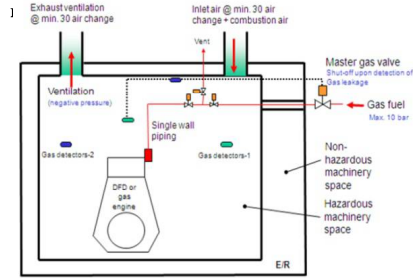 ]
Exhaust ventilation
@ min. 30 air change
Inlet air @ min. 30 air
change + combustion air
Vent
Master gas valve
Shut-off upon detection of
Gas leakage
Ventilation
(negative pressure)
Gas fuel
Max. 10 bar
Single wall
piping
Gas detectors-2
Gas detectors-1
Non-
hazardous
machinery
space
DFD or
gas
engine
Hazardous
machinery
space
E/R